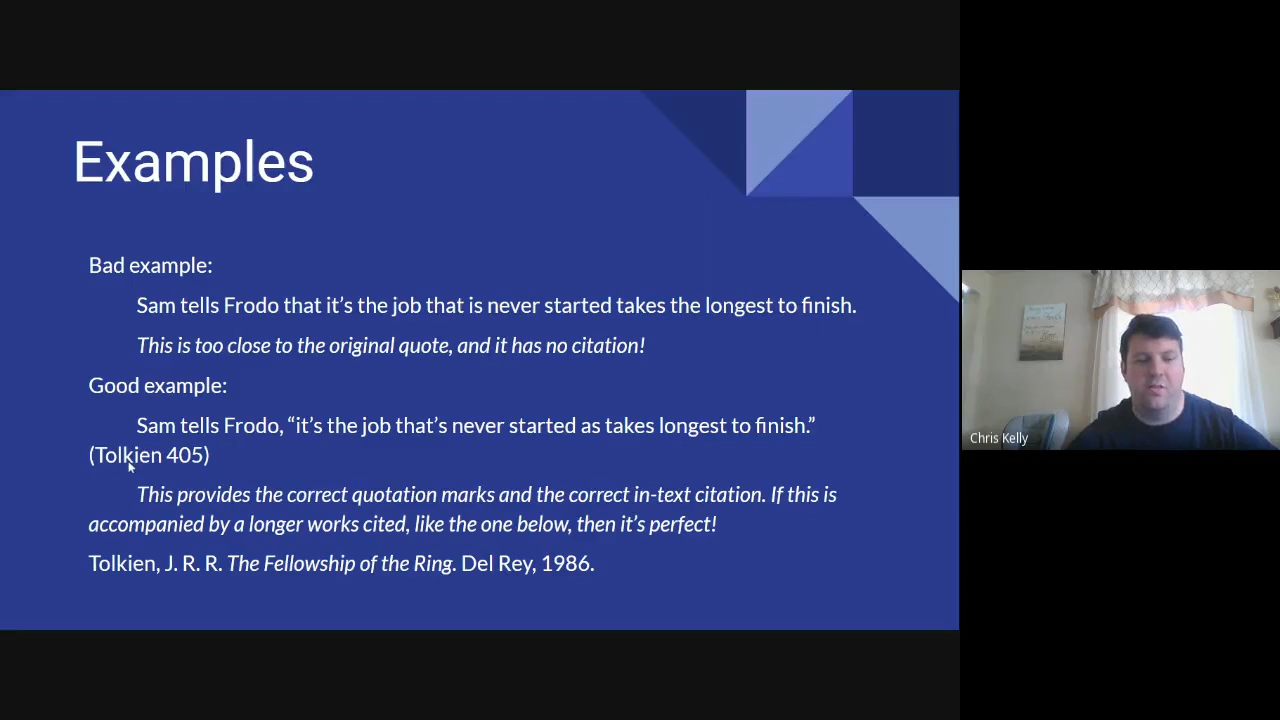 Examples
Bad example:
Sam tells Frodo that it’s the job that is never started takes the longest to finish.
This is too close to the original quote, and it has no citation!
Good example:
Sam tells Frodo, “it’s the job that’s never started as takes longest to finish.”
(Tolkien 405)
This provides the correct quotation marks and the correct in-text citation. If this is
accompanied by a longer works cited, like the one below, then it’s perfect!
Tolkien, J. R. R. The Fellowship of the Ring. Del Rey, 1986.
Chris Kelly